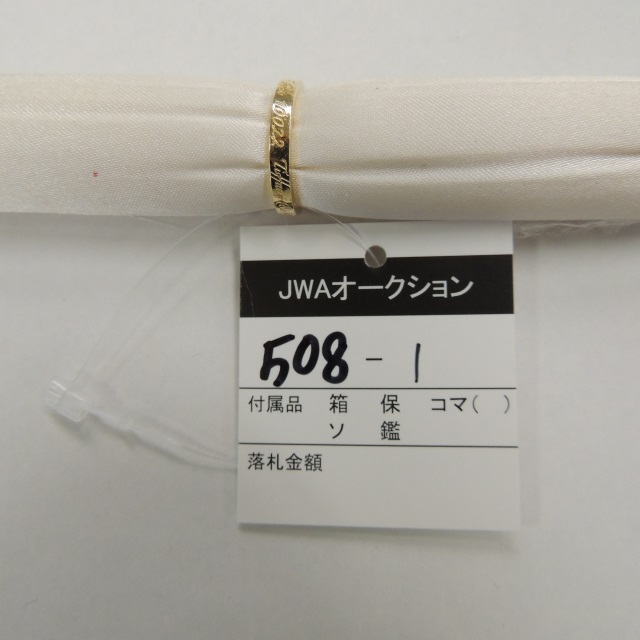 JWAオークション
508-1
付属品 箱 保 コマ( )
ソ 鑑
落札金額